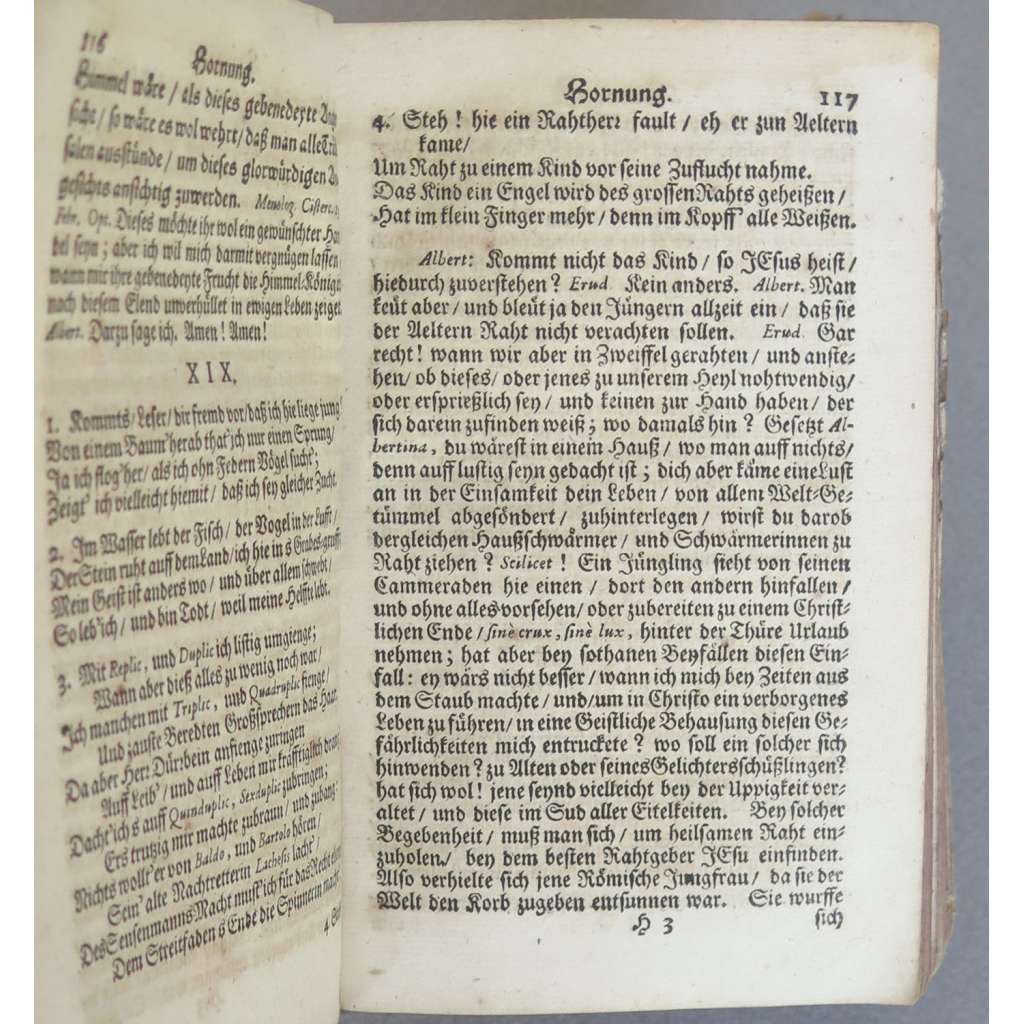 116
Hornung.
Himmel wäre / als dieses gebenedeyte
sicht / so wäre es wol wehrt / daß man alle
salen ausstünde / um dieses glorwürdigen
gesichts ansichtig zuwerden. Menolog. Cisterc.
Febr. Opt. Dieses möchte ihr wol ein gewünschter Han
del seyn; aber ich wil mich darmit vergnügen lassen
wann mir ihre gebenedeyte Frucht die Himmel-Königi
nach diesem Elend unverhüllet in ewigen Leben zeiget
Albert. Darzu sage ich. Amen! Amen!
XIX.
1. Kommts / Leser / dir fremd vor / daß ich hie liege jung
Von einem Baum herab that' ich nur einen Sprung /
Ja ich flog' her / als ich ohn Federn Vögel sucht';
Zeigt' ich vielleicht hiemit / daß ich sey gleicher Zucht.
2. Im Wasser lebt der Fisch / der Vogel in der Lufft /
Der Stein ruht auff dem Land / ich hie ins Grabes-grufft
Mein Geist ist anders wo / und über allem schwebt /
So leb' ich / und bin Todt / weil meine Helffte lebt.
3. Mit Replic, und Duplic ich listig umgienge;
Wann aber dieß alles zu wenig noch war /
Ich manchen mit Triplic, und Quadruplic fienge /
Und zauste Beredten Großsprechern das Haar.
Da aber Herr Dürrbein anfienge zuringen
Auff Leib' / und auff Leben mir kräfftiglich
Dacht' ich's auff Quinduplic, Sexduplic zubringen;
Ers trutzig mir machte zubraun / und zubang:
Nichts wollt' er von Baldo, und Bartolo hören /
Sein' alte Nachtretterin Lachesis lacht' /
Des Sensenmanns Macht must' ich für das Recht
Dem Streitfadens Ende die Spinnerin macht.
Hornung. 117
4. Steh! hie ein Rahtherr fault / eh er zun Aeltern
kame /
Um Raht zu einem Kind vor seine Zuflucht nahme.
Das Kind ein Engel wird des grossen Rahts geheißen /
Hat im klein Finger mehr / denn im Kopff alle Weißen.
Albert: Kommt nicht das Kind / so JEsus heist /
hiedurch zuverstehen? Erud. Kein anders. Albert. Man
keüt aber / und bleüt ja den Jüngern allzeit ein / daß sie
der Aeltern Raht nicht verachten sollen. Erud. Gar
recht! wann wir aber in Zweiffel gerahten / und anste-
hen / ob dieses / oder jenes zu unserem Heyl nohtwendig /
oder ersprießlich sey / und keinen zur Hand haben / der
sich darein zufinden weiß; wo damals hin? Gesetzt Al-
bertina, du wärest in einem Hauß / wo man auff nichts /
denn auff lustig seyn gedacht ist; dich aber käme eine Lust
an in der Einsamkeit dein Leben / von allem Welt-Ge-
tümmel abgesöndert / zuhinterlegen / wirst du darob
dergleichen Haußschwärmer / und Schwärmerinnen zu
Raht ziehen? Scilicet! Ein Jüngling sieht von seinen
Cammeraden hie einen / dort den andern hinfallen /
und ohne alles vorsehen / oder zubereiten zu einem Christ-
lichen Ende / sinè crux, sinè lux, hinter der Thüre Urlaub
nehmen; hat aber bey sothanen Beyfällen diesen Ein-
fall: ey wärs nicht besser / wann ich mich bey Zeiten aus
dem Staub machte / und / um in Christo ein verborgenes
Leben zu führen / in eine Geistliche Behausung diesen Ge-
fährlichkeiten mich entruckete? wo soll ein solcher sich
hinwenden? zu Alten oder seines Gelichtersschüßlingen?
hat sich wol! jene seynd vielleicht bey der Uppigkeit ver-
altet / und diese im Sud aller Eitelkeiten. Bey solcher
Begebenheit / muß man sich / um heilsamen Raht ein-
zuholen / bey dem besten Rahtgeber JEsu einfinden.
Also verhielte sich jene Römische Jungfrau / da sie der
Welt den Korb zugeben entsunnen war. Sie wurffe
H 3 sich